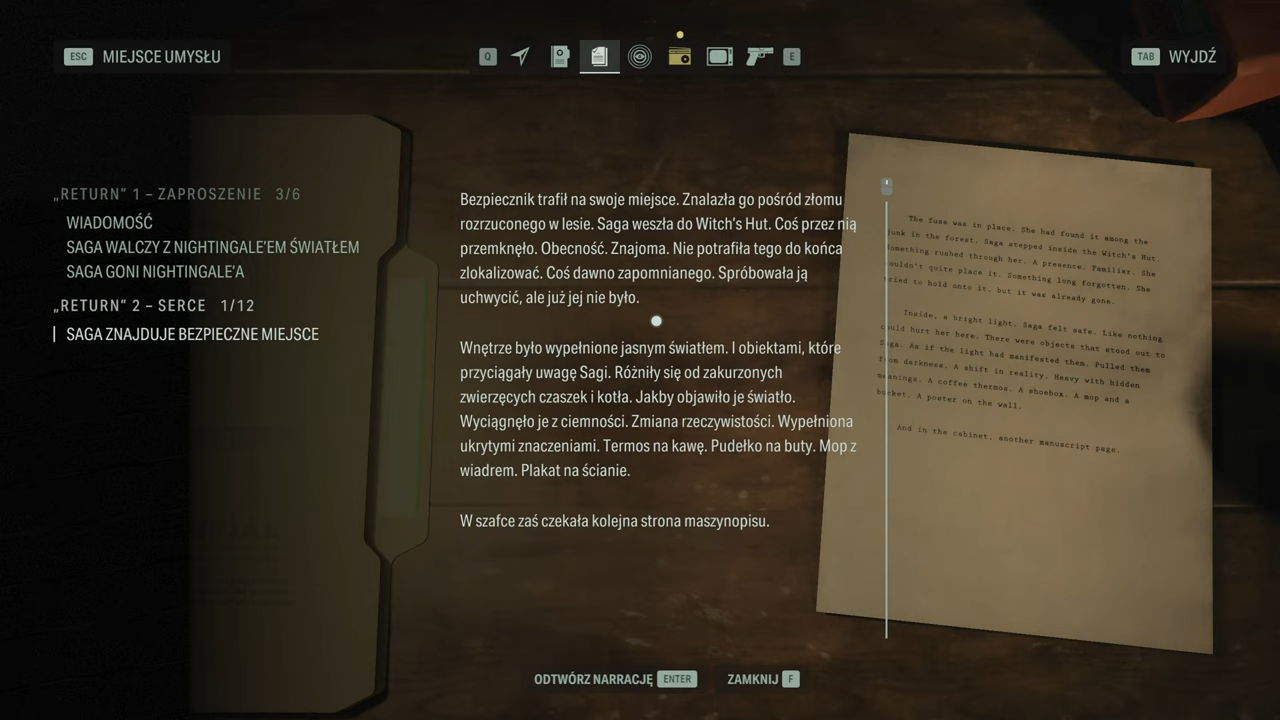 ESC MIEJSCE UMYSŁU
Q
E
TAB WYJDŹ
„RETURN” 1 – ZAPROSZENIE 3/6
WIADOMOŚĆ
SAGA WALCZY Z NIGHTINGALE’EM ŚWIATŁEM
SAGA GONI NIGHTINGALE’A
„RETURN” 2 – SERCE 1/12
SAGA ZNAJDUJE BEZPIECZNE MIEJSCE
Bezpiecznik trafił na swoje miejsce. Znalazła go pośród złomu
rozrzuconego w lesie. Saga weszła do Witch’s Hut. Coś przez nią
przemknęło. Obecność. Znajoma. Nie potrafiła tego do końca
złokalizować. Coś dawno zapomnianego. Spróbowała ją
uchwycić, ale już jej nie było.
Wnętrze było wypełnione jasnym światłem. I obiektami, które
przyciągały uwagę Sagi. Różniły się od zakurzonych
zwierzęcych czaszek i kotła. Jakby objawiło je światło.
Wyciągnęło je z ciemności. Zmiana rzeczywistości. Wypełniona
ukrytymi znaczeniami. Termos na kawę. Pudełko na buty. Mop z
wiadrem. Plakat na ścianie.
W szafce zaś czekała kolejna strona maszynopisu.
The fuse was in place. She had found it among the
junk in the forest. Saga stepped inside the Witch's Hut.
Something rushed through her. A presence. Familiar. She
couldn't quite place it. Something long forgotten. She
tried to hold onto it, but it was already gone.
Inside, a bright light. Saga felt safe. Like nothing
could hurt her here. There were objects that stood out to
Saga. As if the light had manifested them. Pulled them
from darkness. A shift in reality. Heavy with hidden
meanings. A coffee thermos. A shoebox. A mop and a
bucket. A poster on the wall.
And in the cabinet, another manuscript page.
ODTWÓRZ NARRACJĘ ENTER
ZAMKNIJ F